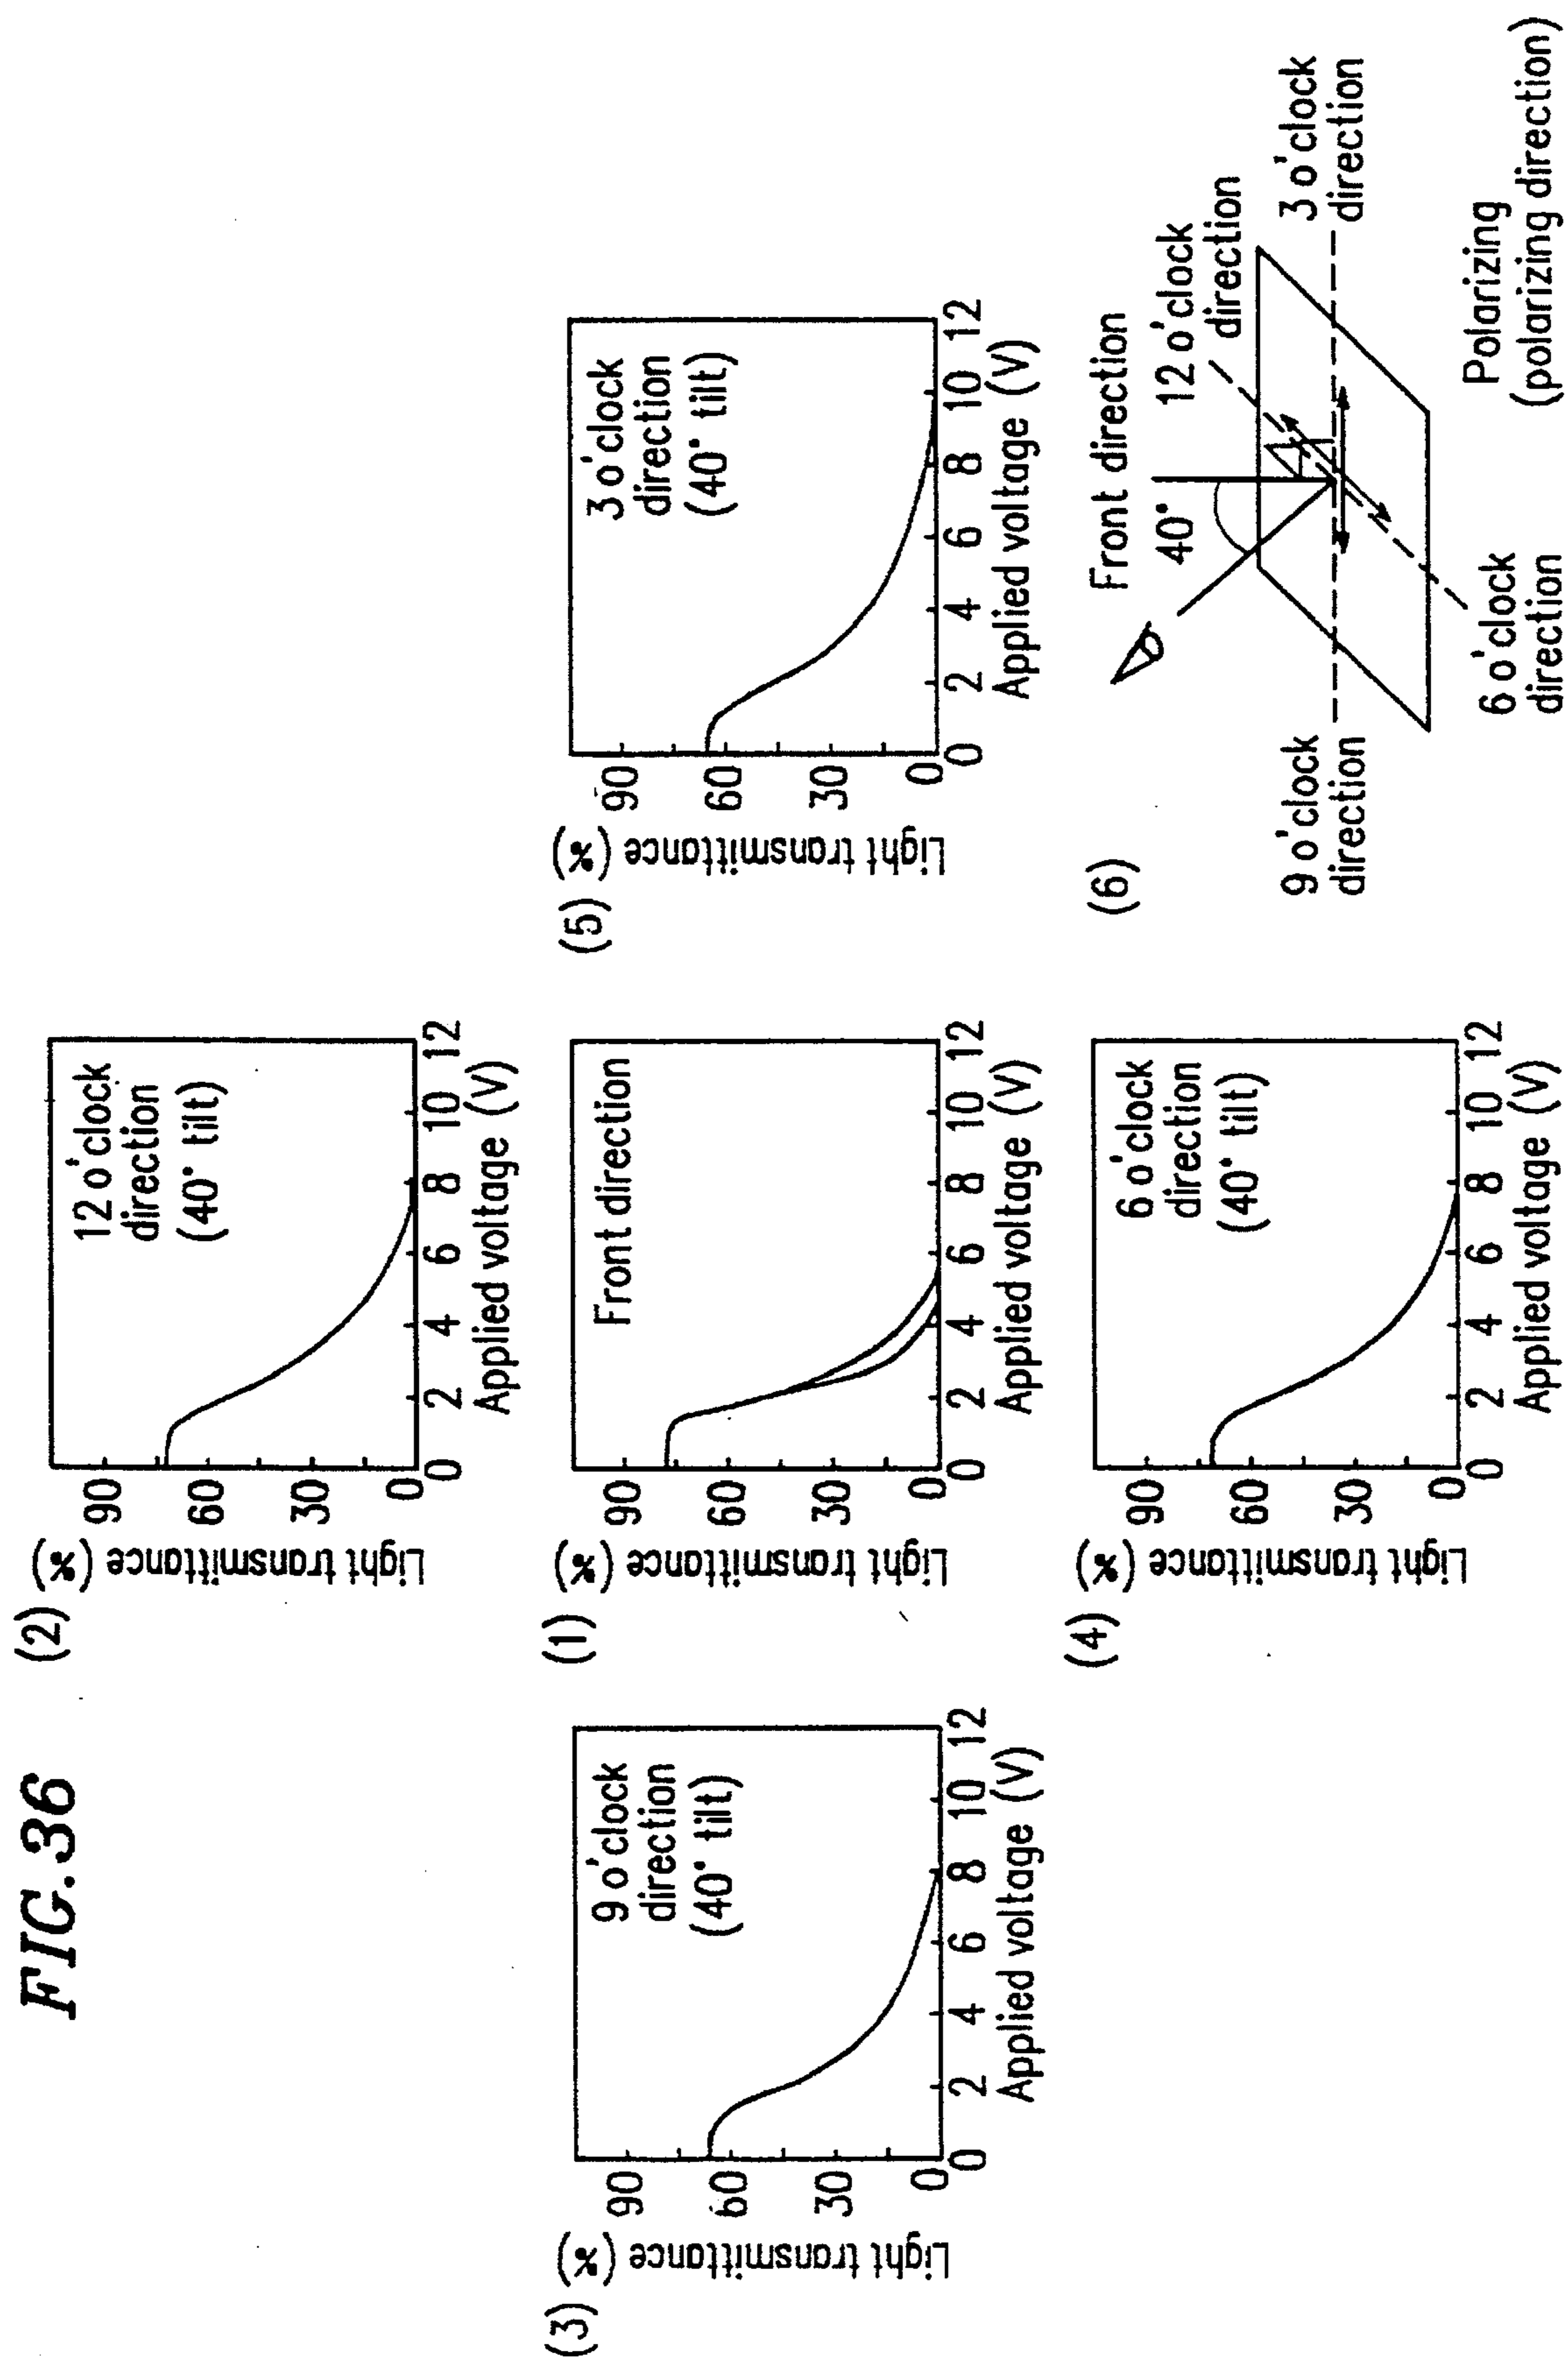 FIG. 36
(2)
Light transmittance (%)
90
60
30
0
12 o'clock
direction
(40° tilt)
0 2 4 6 8 10 12
Applied voltage (V)
(3)
Light transmittance (%)
90
60
30
0
9 o'clock
direction
(40° tilt)
0 2 4 6 8 10 12
Applied voltage (V)
(1)
Light transmittance (%)
90
60
30
0
Front direction
0 2 4 6 8 10 12
Applied voltage (V)
(5)
Light transmittance (%)
90
60
30
0
3 o'clock
direction
(40° tilt)
0 2 4 6 8 10 12
Applied voltage (V)
(4)
Light transmittance (%)
90
60
30
0
6 o'clock
direction
(40° tilt)
0 2 4 6 8 10 12
Applied voltage (V)
(6)
Front direction
40°
12 o'clock
direction
9 o'clock
direction
3 o'clock
direction
6 o'clock
direction
Polarizing
(polarizing direction)